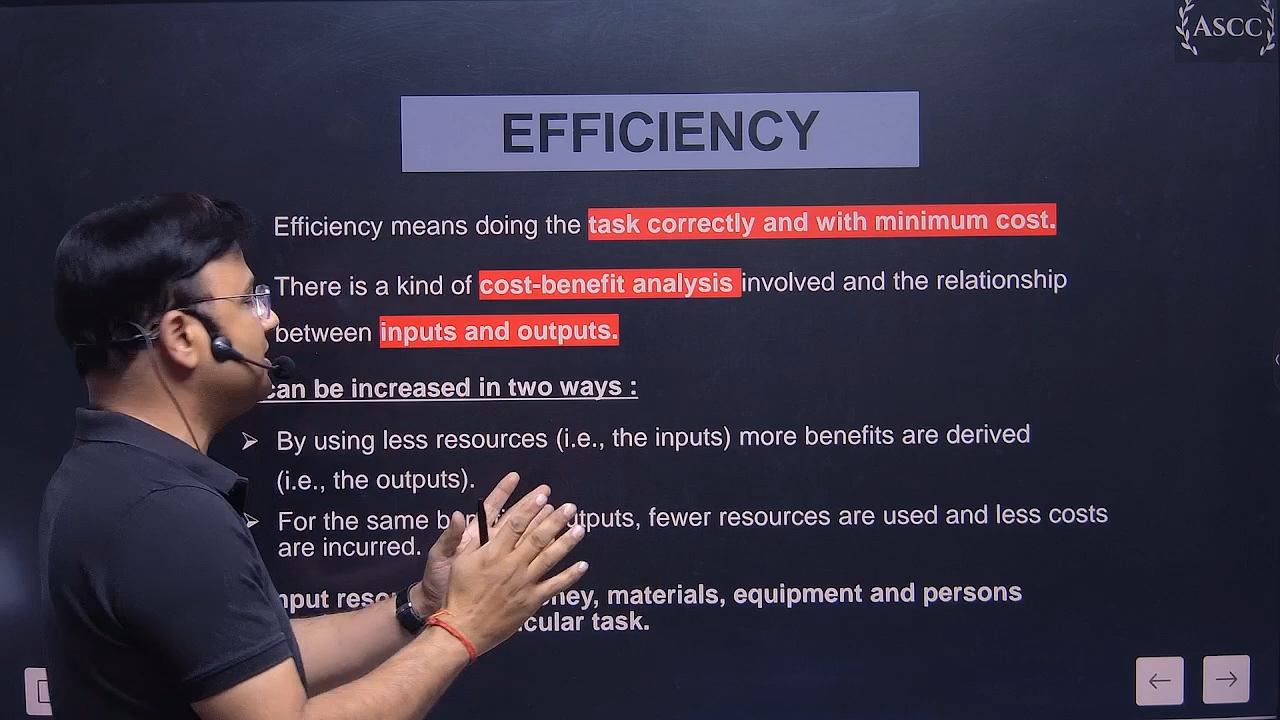 ASCC
EFFICIENCY
Efficiency means doing the task correctly and with minimum cost.
There is a kind of cost-benefit analysis involved and the relationship
between inputs and outputs.
can be increased in two ways :
➢ By using less resources (i.e., the inputs) more benefits are derived
(i.e., the outputs).
➢ For the same outputs, fewer resources are used and less costs
are incurred.
materials, equipment and persons
task.